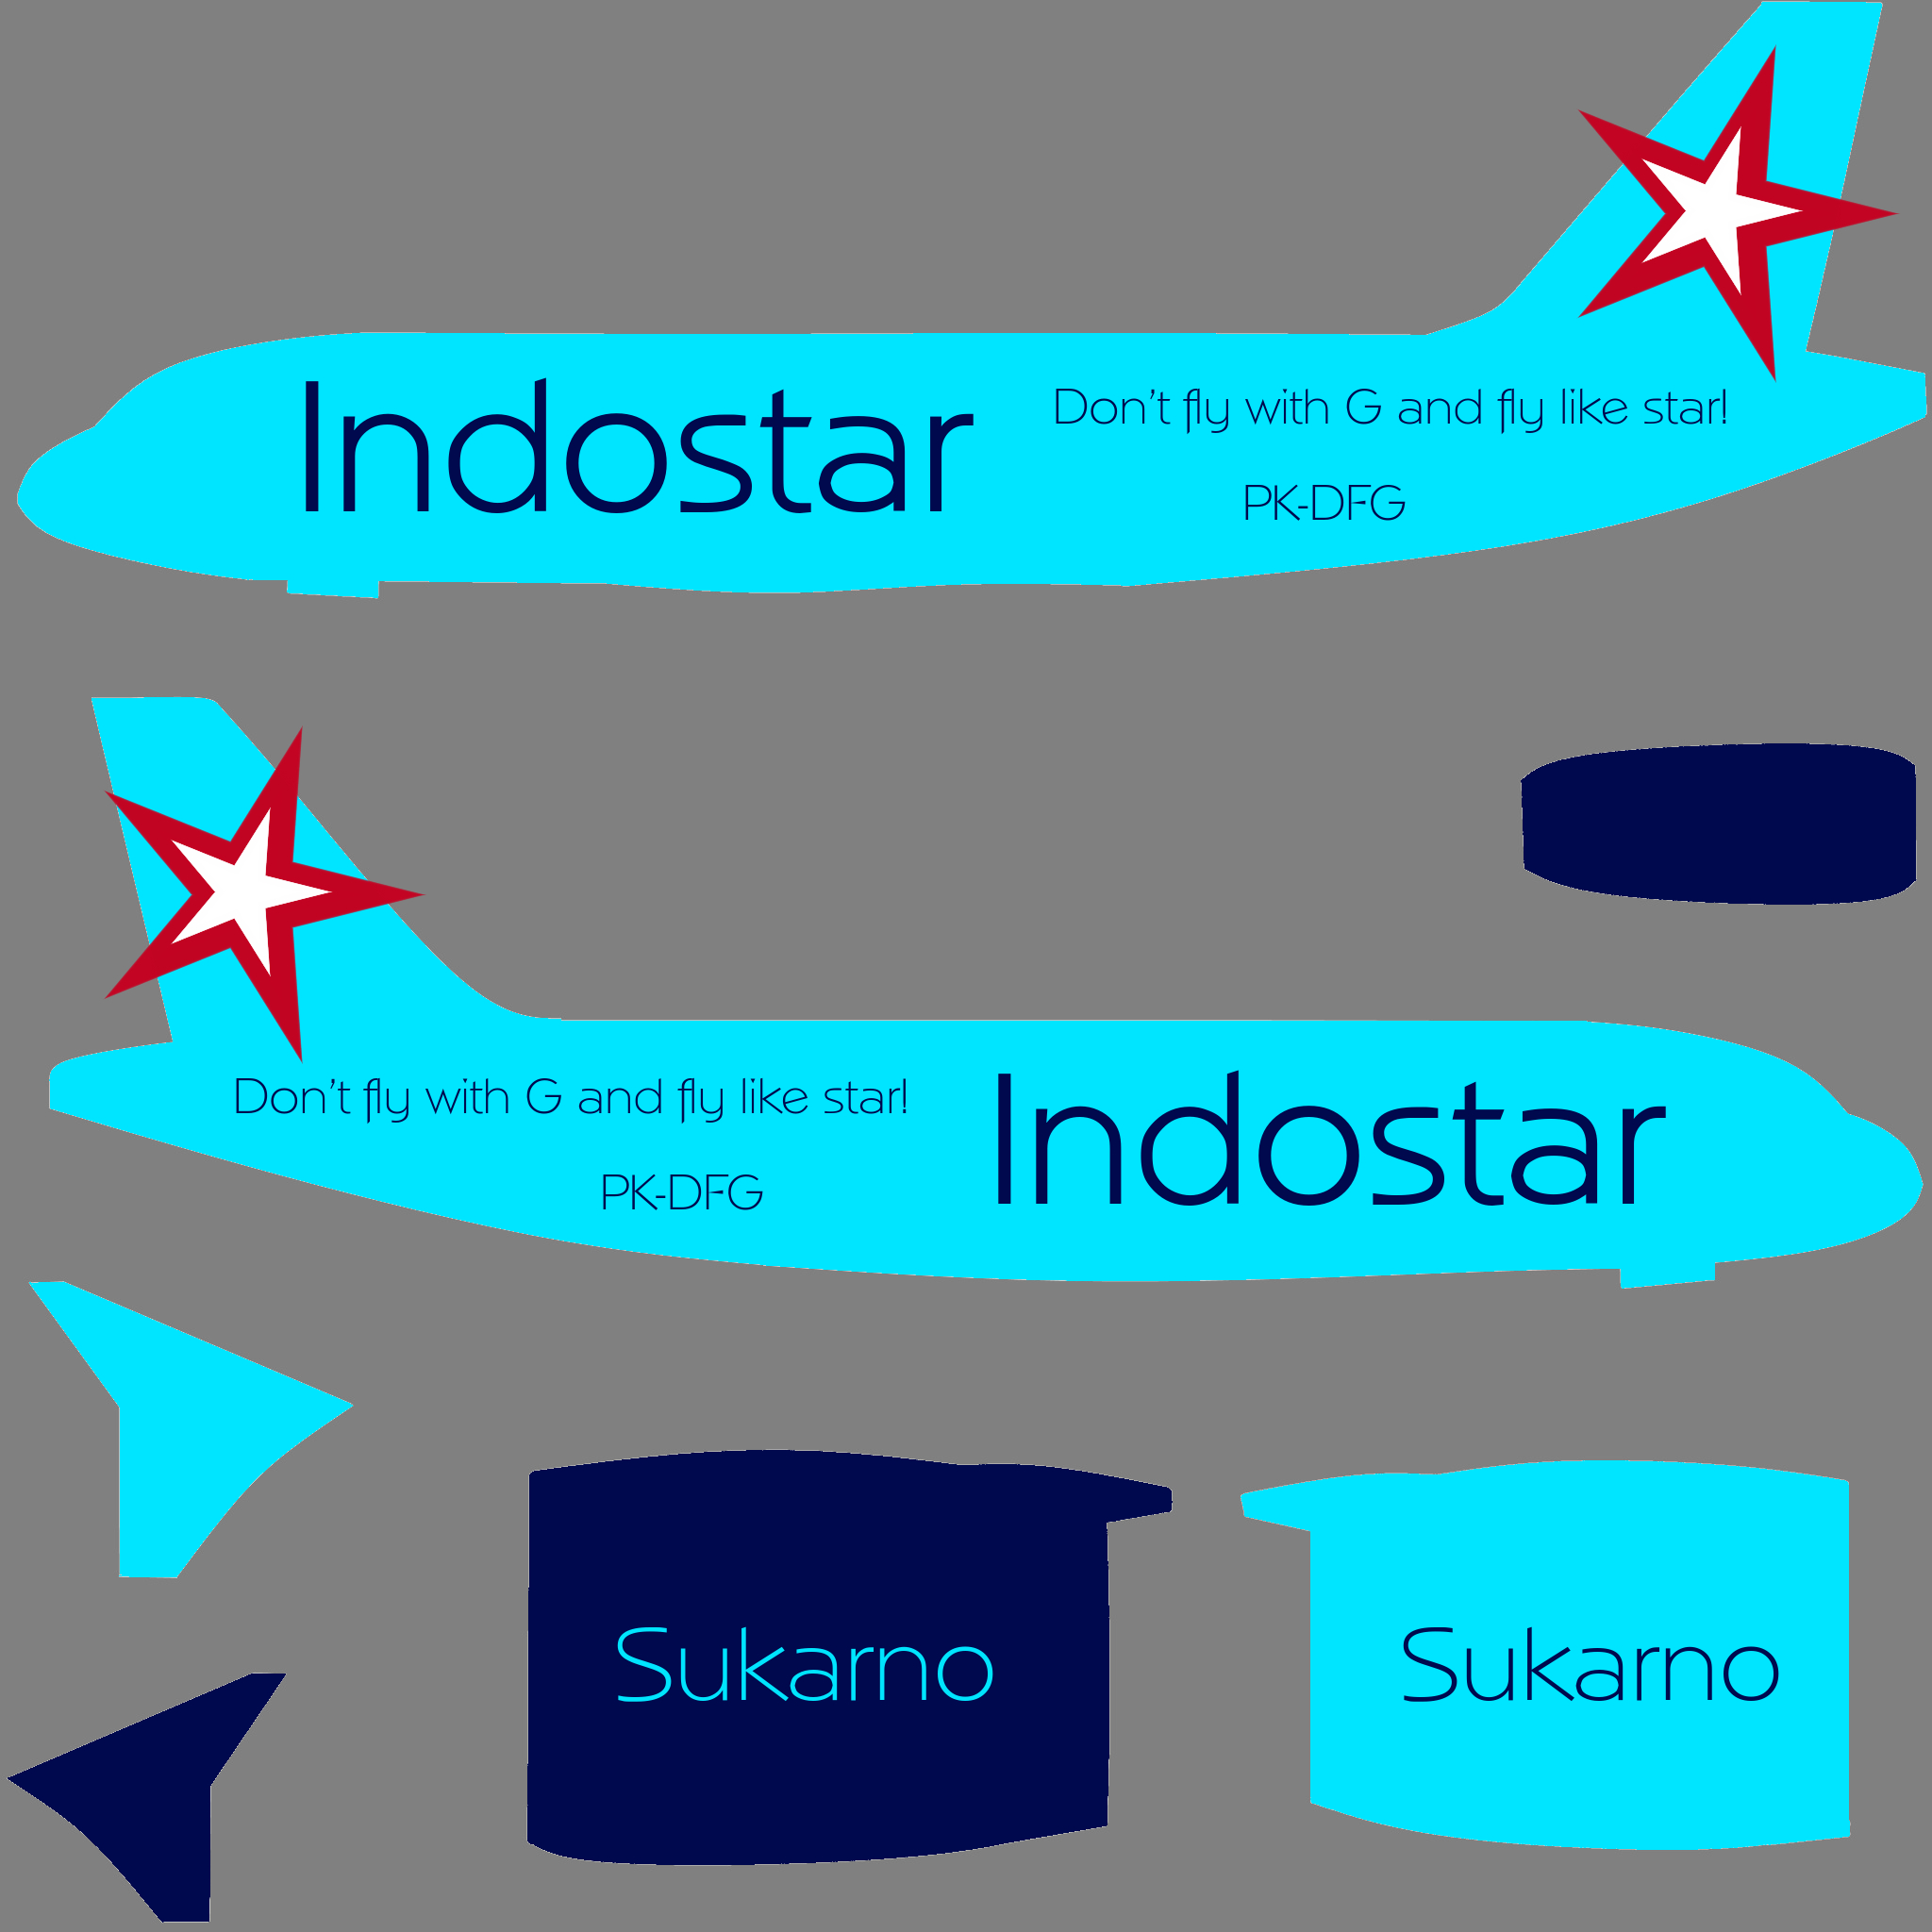 Indostar
Don't fly with G and fly like star!
PK-DFG
Don't fly with G and fly like star!
Indostar
PK-DFG
Sukarno
Sukarno